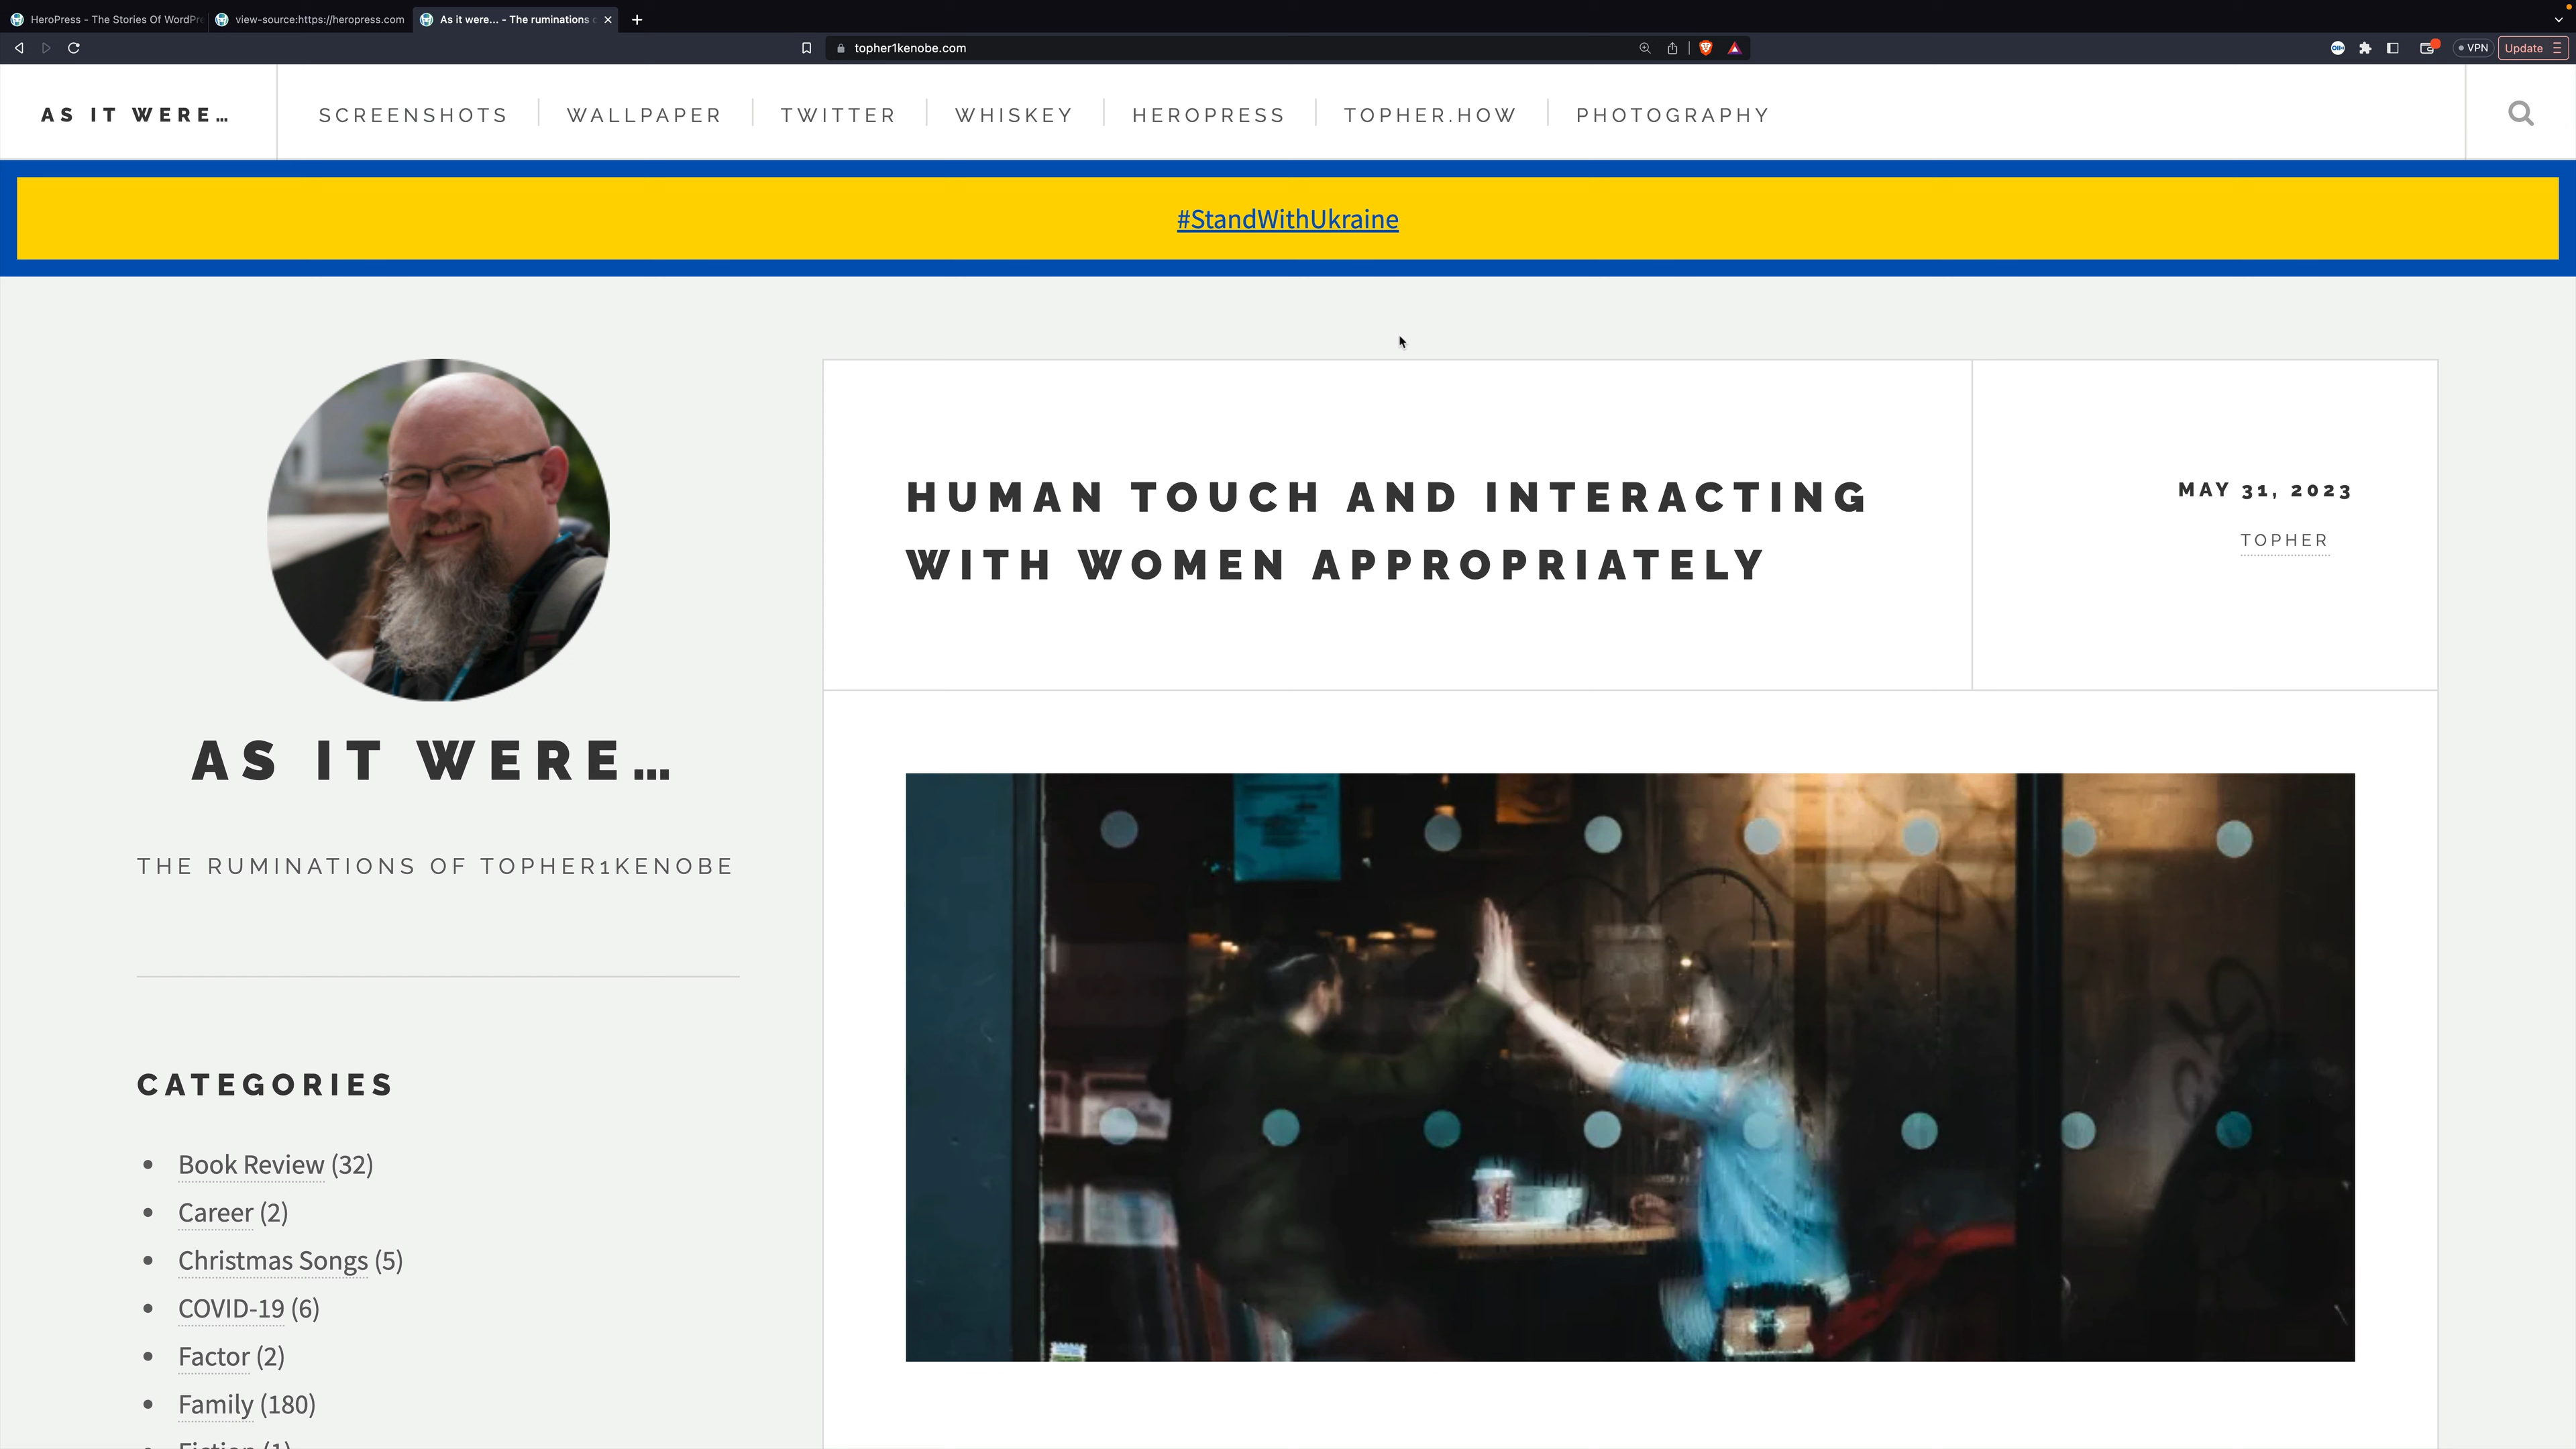 HeroPress - The Stories Of WordPre
view-source:https://heropress.com
As it were... - The ruminations o
topher1kenobe.com
VPN
Update
AS IT WERE…
SCREENSHOTS
WALLPAPER
TWITTER
WHISKEY
HEROPRESS
TOPHER.HOW
PHOTOGRAPHY
#StandWithUkraine
AS IT WERE…
THE RUMINATIONS OF TOPHER1KENOBE
CATEGORIES
Book Review (32)
Career (2)
Christmas Songs (5)
COVID-19 (6)
Factor (2)
Family (180)
Fiction (1)
HUMAN TOUCH AND INTERACTING
WITH WOMEN APPROPRIATELY
MAY 31, 2023
TOPHER